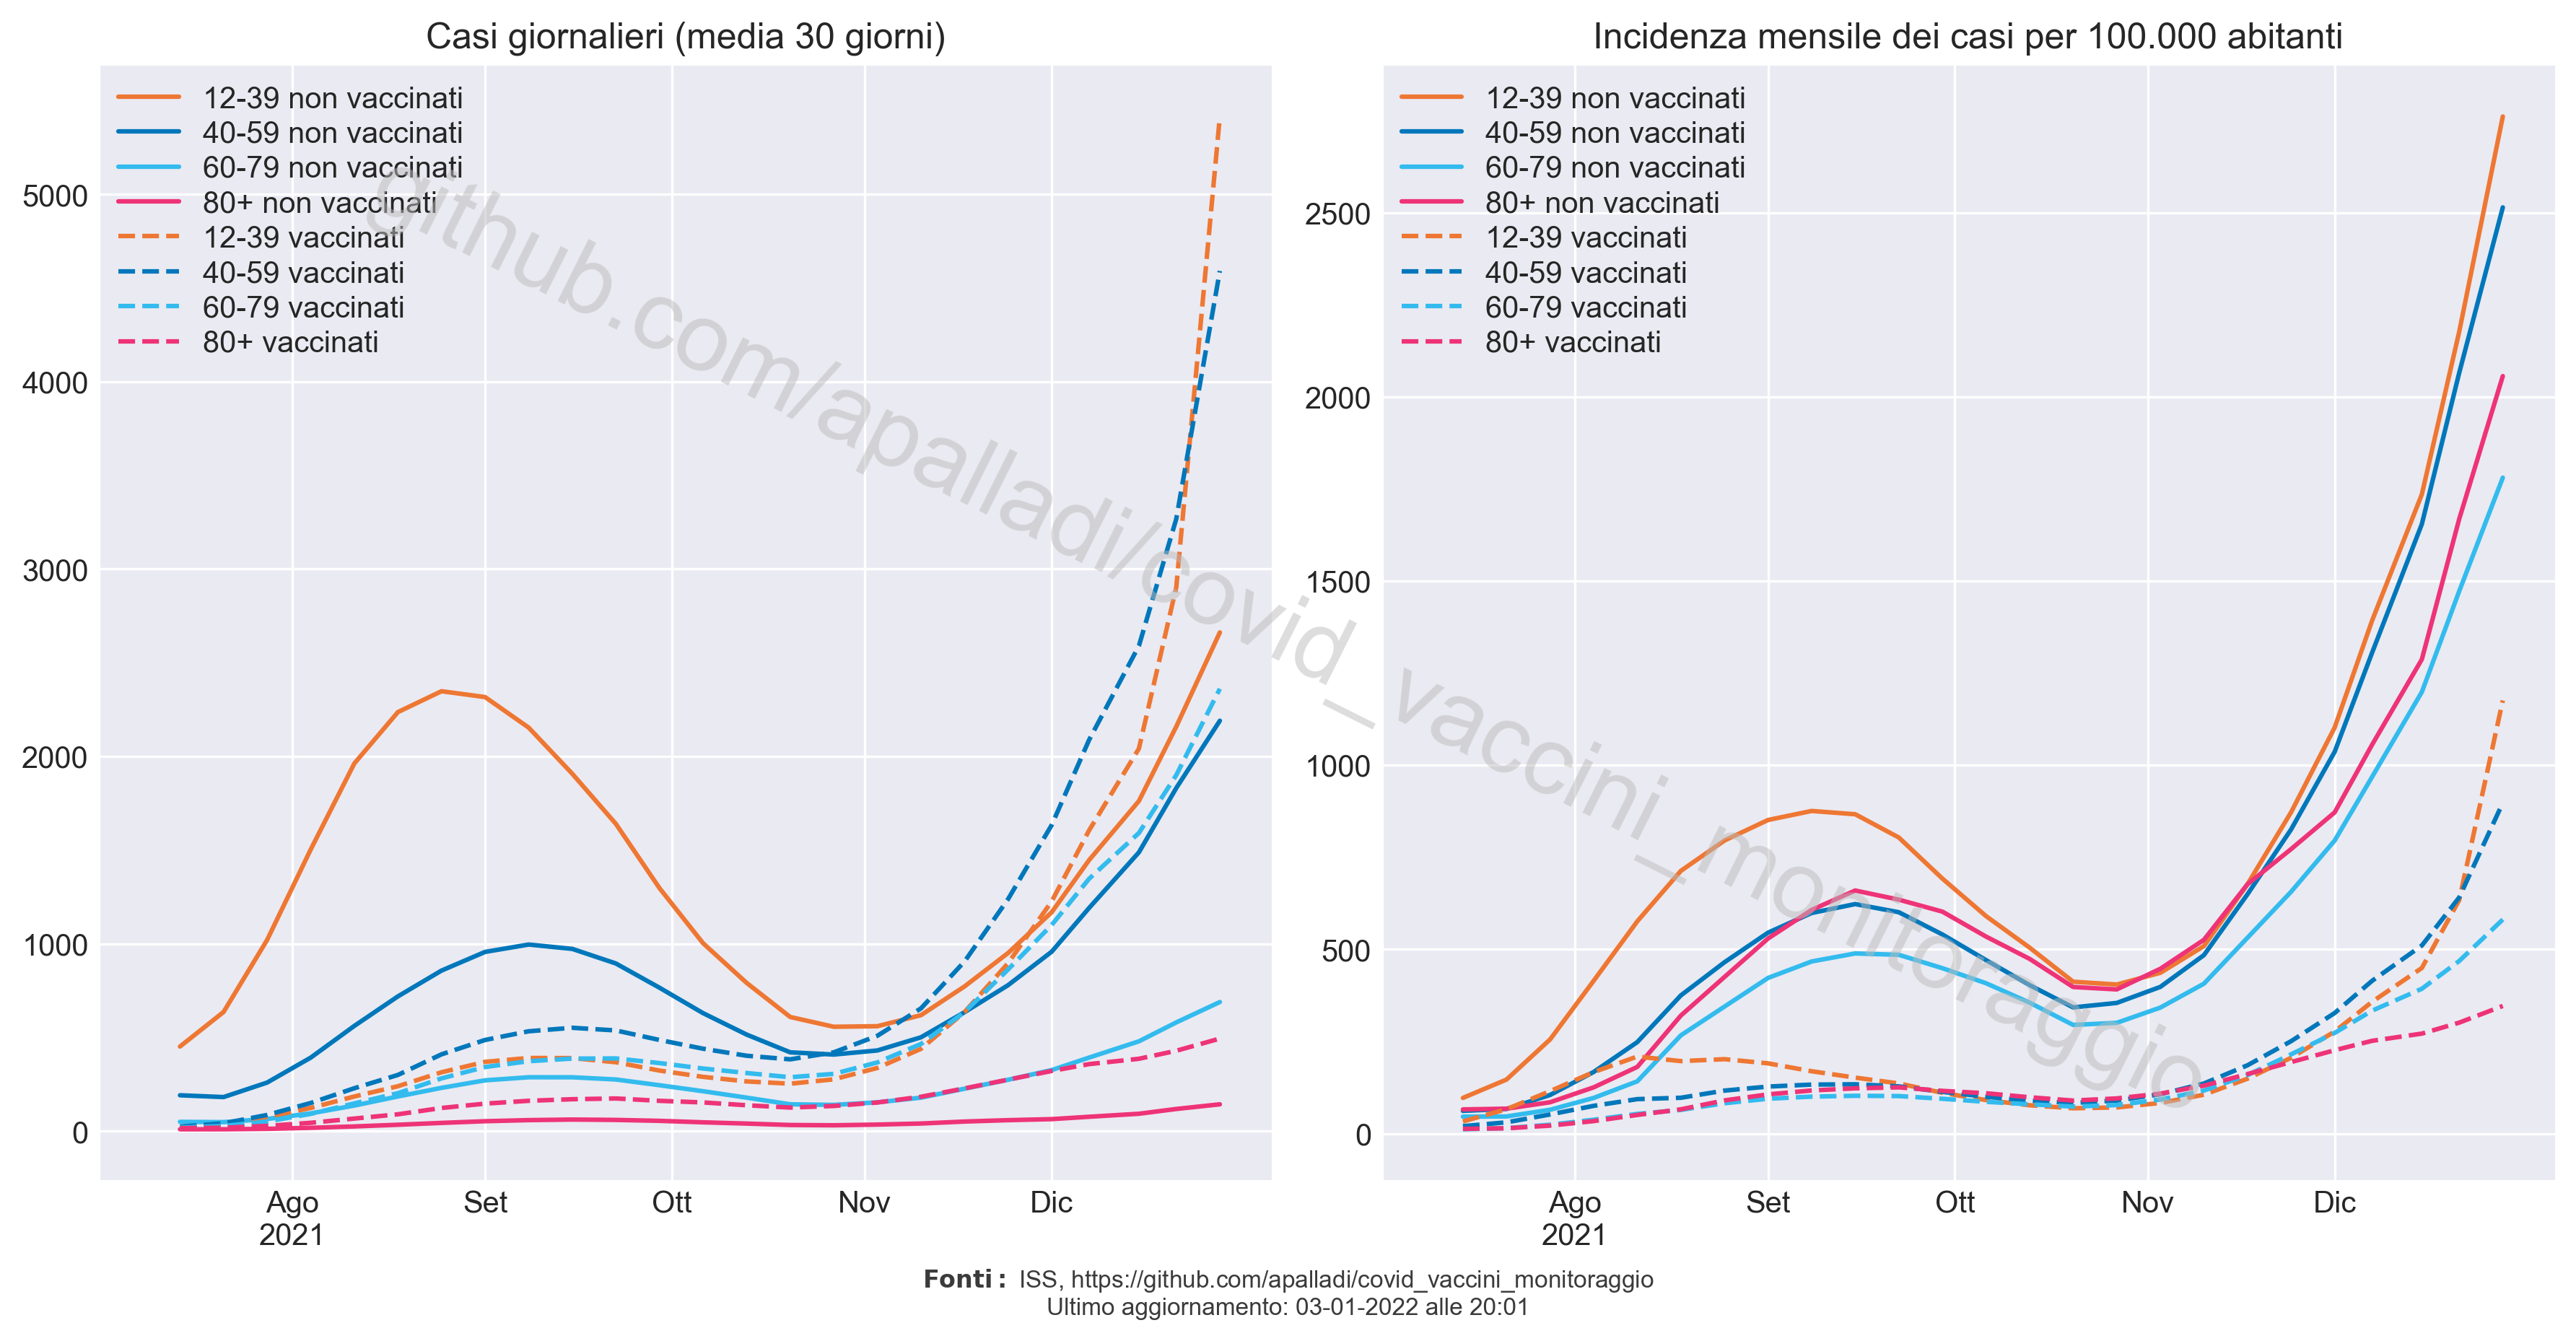 Casi giornalieri (media 30 giorni)
12-39 non vaccinati
40-59 non vaccinati
60-79 non vaccinati
80+ non vaccinati
12-39 vaccinati
40-59 vaccinati
60-79 vaccinati
80+ vaccinati
5000
4000
3000
2000
1000
0
Ago
2021
Set
Ott
Nov
Dic
Incidenza mensile dei casi per 100.000 abitanti
12-39 non vaccinati
40-59 non vaccinati
60-79 non vaccinati
80+ non vaccinati
12-39 vaccinati
40-59 vaccinati
60-79 vaccinati
80+ vaccinati
2500
2000
1500
1000
500
0
Ago
2021
Set
Ott
Nov
Dic
github.com/apalladi/covid_vaccini_monitoraggio
Fonti: ISS, https://github.com/apalladi/covid_vaccini_monitoraggio
Ultimo aggiornamento: 03-01-2022 alle 20:01